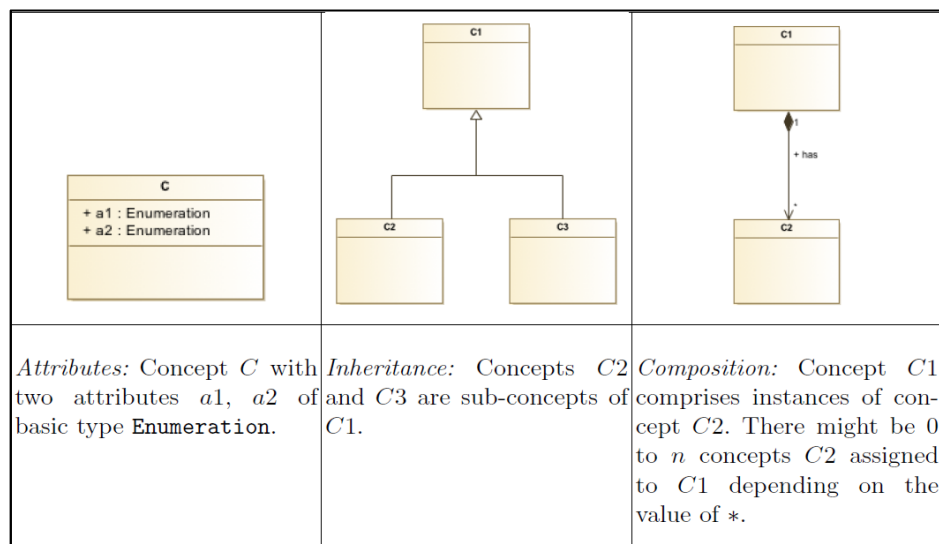 C
+ a1 : Enumeration
+ a2 : Enumeration
C1
C2
C3
C1
1
+ has
*
C2
Attributes: Concept C with
two attributes a1, a2 of
basic type Enumeration.
Inheritance: Concepts C2
and C3 are sub-concepts of
C1.
Composition: Concept C1
comprises instances of con-
cept C2. There might be 0
to n concepts C2 assigned
to C1 depending on the
value of *.